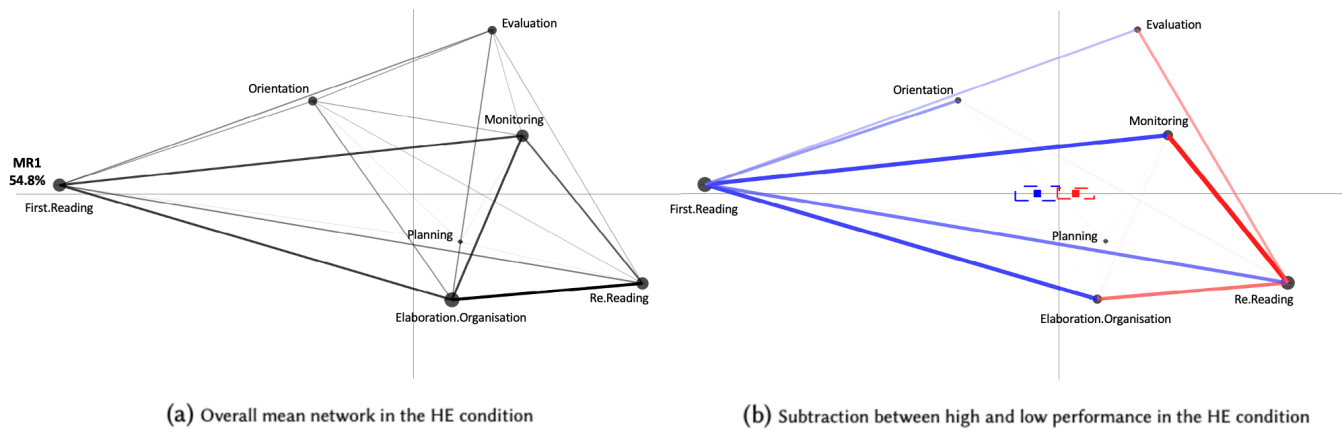 Evaluation
Orientation
Monitoring
MR1
54.8%
First.Reading
Planning
Re.Reading
Elaboration.Organisation
(a) Overall mean network in the HE condition
Evaluation
Orientation
Monitoring
First.Reading
Planning
Re.Reading
Elaboration.Organisation
(b) Subtraction between high and low performance in the HE condition